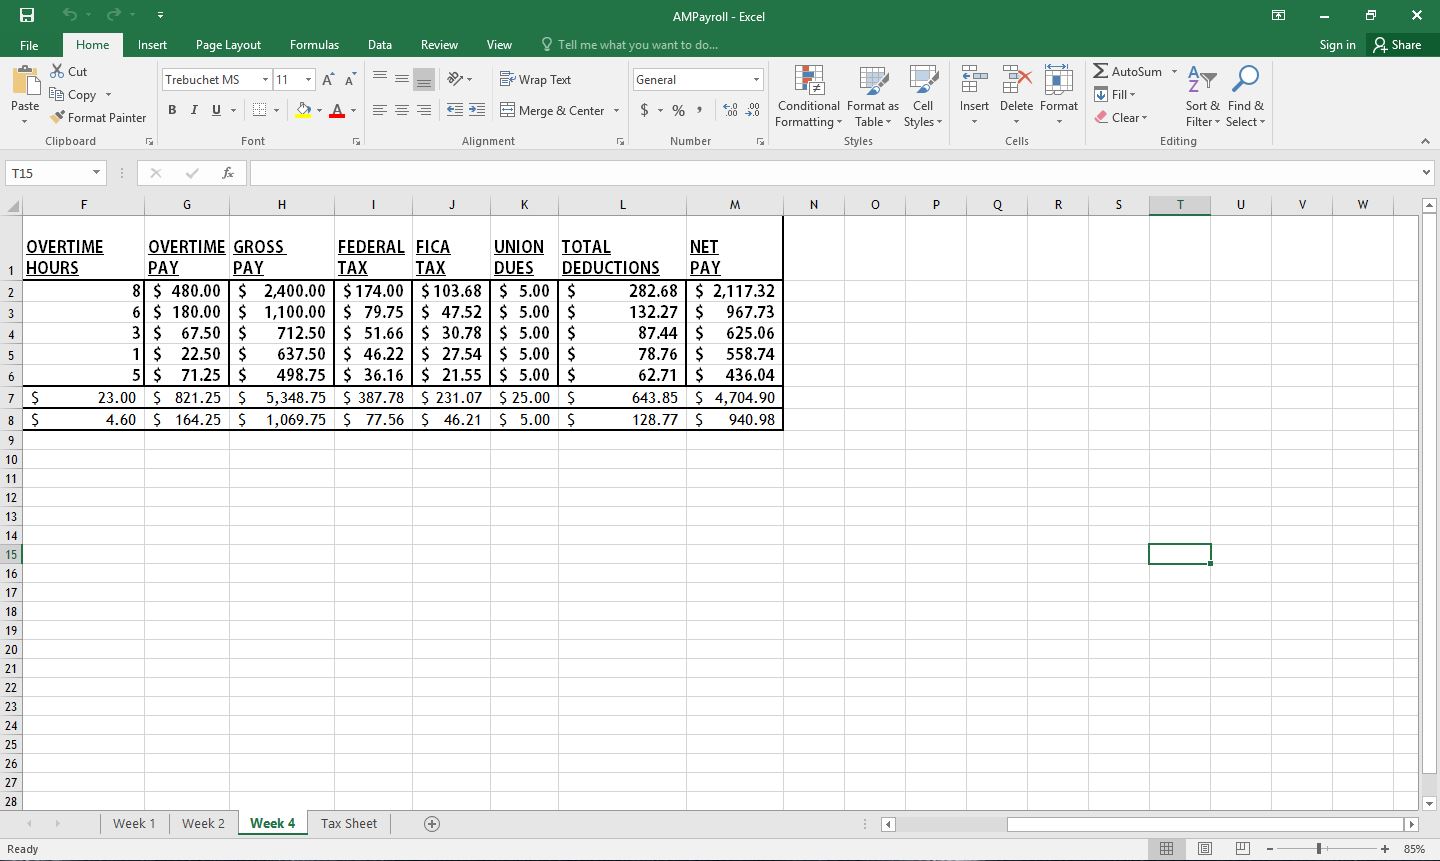 AMPayroll - Excel
File Home Insert Page Layout Formulas Data Review View Tell me what you want to do... Sign in Share
Cut
Copy
Format Painter
Paste
Clipboard
Trebuchet MS 11 A A
B I U A
Font
Wrap Text
Merge & Center
Alignment
General
$ % , .0 .00 .00 .0
Number
Conditional Formatting
Format as Table
Cell Styles
Styles
Insert Delete Format
Cells
AutoSum
Fill
Clear
Sort & Filter
Find & Select
Editing
T15 fx
F G H I J K L M N O P Q R S T U V W
1 OVERTIME HOURS OVERTIME PAY GROSS PAY FEDERAL TAX FICA TAX UNION DUES TOTAL DEDUCTIONS NET PAY
2 8 $ 480.00 $ 2,400.00 $ 174.00 $ 103.68 $ 5.00 $ 282.68 $ 2,117.32
3 6 $ 180.00 $ 1,100.00 $ 79.75 $ 47.52 $ 5.00 $ 132.27 $ 967.73
4 3 $ 67.50 $ 712.50 $ 51.66 $ 30.78 $ 5.00 $ 87.44 $ 625.06
5 1 $ 22.50 $ 637.50 $ 46.22 $ 27.54 $ 5.00 $ 78.76 $ 558.74
6 5 $ 71.25 $ 498.75 $ 36.16 $ 21.55 $ 5.00 $ 62.71 $ 436.04
7 $ 23.00 $ 821.25 $ 5,348.75 $ 387.78 $ 231.07 $ 25.00 $ 643.85 $ 4,704.90
8 $ 4.60 $ 164.25 $ 1,069.75 $ 77.56 $ 46.21 $ 5.00 $ 128.77 $ 940.98
9
10
11
12
13
14
15
16
17
18
19
20
21
22
23
24
25
26
27
28
Week 1 Week 2 Week 4 Tax Sheet
Ready 85%